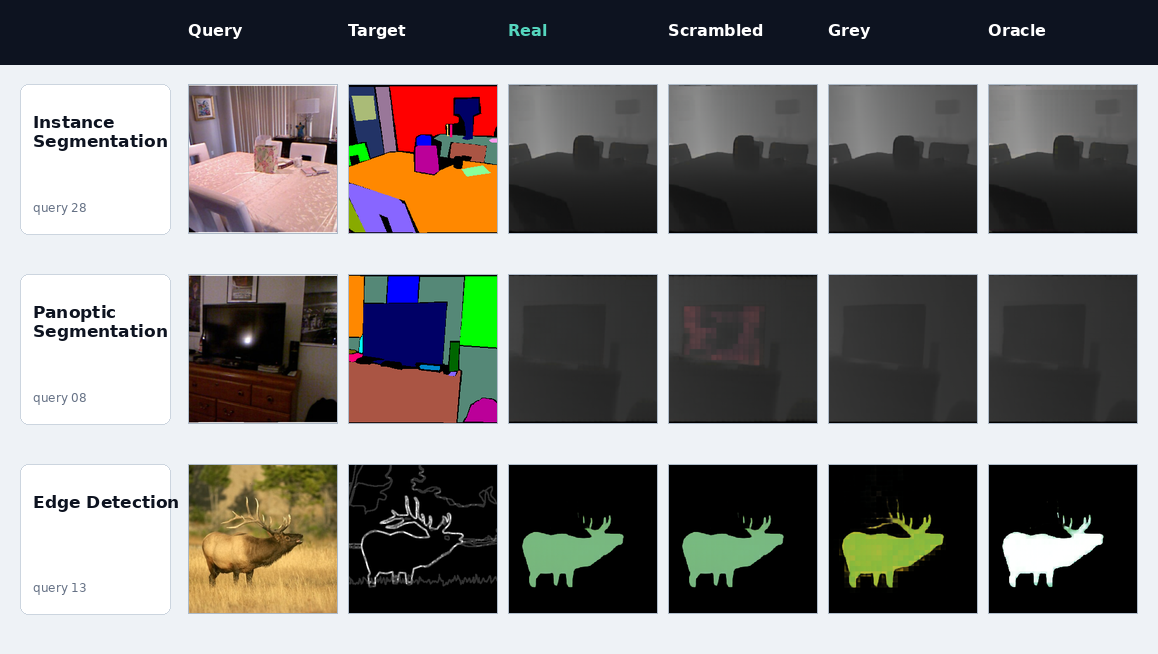 Query Target Real Scrambled Grey Oracle
Instance
Segmentation
query 28
Panoptic
Segmentation
query 08
Edge Detection
query 13